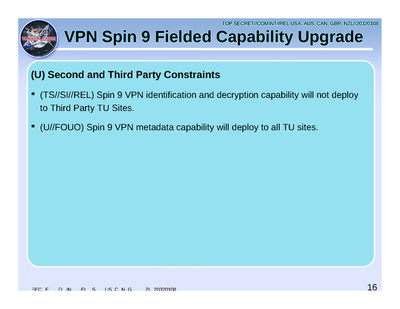 TOP SECRET//COMINT//REL USA, AUS, CAN, GBR, NZL//20320108
VPN Spin 9 Fielded Capability Upgrade
(U) Second and Third Party Constraints
▪ (TS//SI//REL) Spin 9 VPN identification and decryption capability will not deploy
to Third Party TU Sites.
▪ (U//FOUO) Spin 9 VPN metadata capability will deploy to all TU sites.
20320108
16